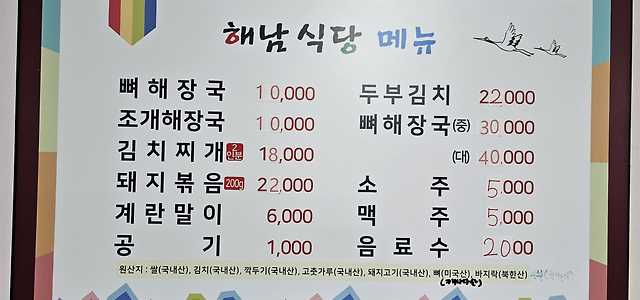 해남식당 메뉴
뼈해장국 10,000
조개해장국 10,000
김치찌개 2인분 18,000
돼지볶음 200g 22,000
계란말이 6,000
공기 1,000
두부김치 22,000
뼈해장국(中) 30,000
(대) 40,000
소주 5,000
맥주 5,000
음료수 2000
원산지 : 쌀(국내산), 김치(국내산), 깍두기(국내산), 고춧가루(국내산), 돼지고기(국내산), 뼈(미국산), 바지락(북한산)